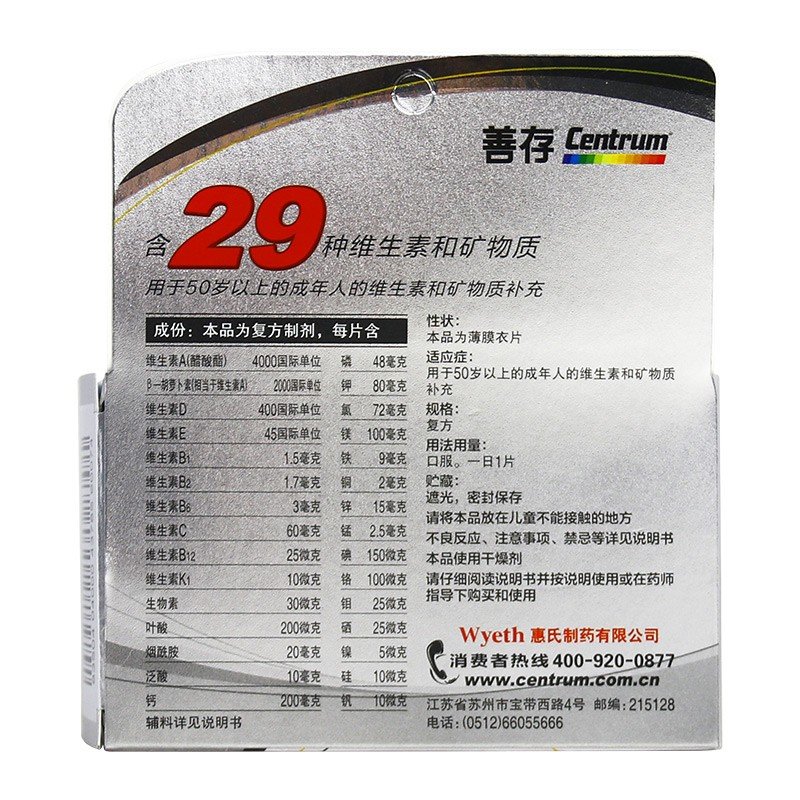 善存 Centrum
含29种维生素和矿物质
用于50岁以上的成年人的维生素和矿物质补充
成份：本品为复方制剂，每片含
维生素A(醋酸酯) 4000国际单位 磷 48毫克
β-胡萝卜素(相当于维生素A) 2000国际单位 钾 80毫克
维生素D 400国际单位 氯 72毫克
维生素E 45国际单位 镁 100毫克
维生素B1 1.5毫克 铁 9毫克
维生素B2 1.7毫克 铜 2毫克
维生素B6 3毫克 锌 15毫克
维生素C 60毫克 锰 2.5毫克
维生素B12 25微克 碘 150微克
维生素K1 10微克 铬 100微克
生物素 30微克 钼 25微克
叶酸 200微克 硒 25微克
烟酰胺 20毫克 镍 5微克
泛酸 10毫克 硅 10微克
钙 200毫克 钒 10微克
辅料详见说明书
性状：
本品为薄膜衣片
适应症：
用于50岁以上的成年人的维生素和矿物质
补充
规格：
复方
用法用量：
口服。一日1片
贮藏：
遮光，密封保存
请将本品放在儿童不能接触的地方
不良反应、注意事项、禁忌等详见说明书
本品使用干燥剂
请仔细阅读说明书并按说明使用或在药师
指导下购买和使用
Wyeth 惠氏制药有限公司
消费者热线 400-920-0877
www.centrum.com.cn
江苏省苏州市宝带西路4号 邮编：215128
电话：(0512)66055666